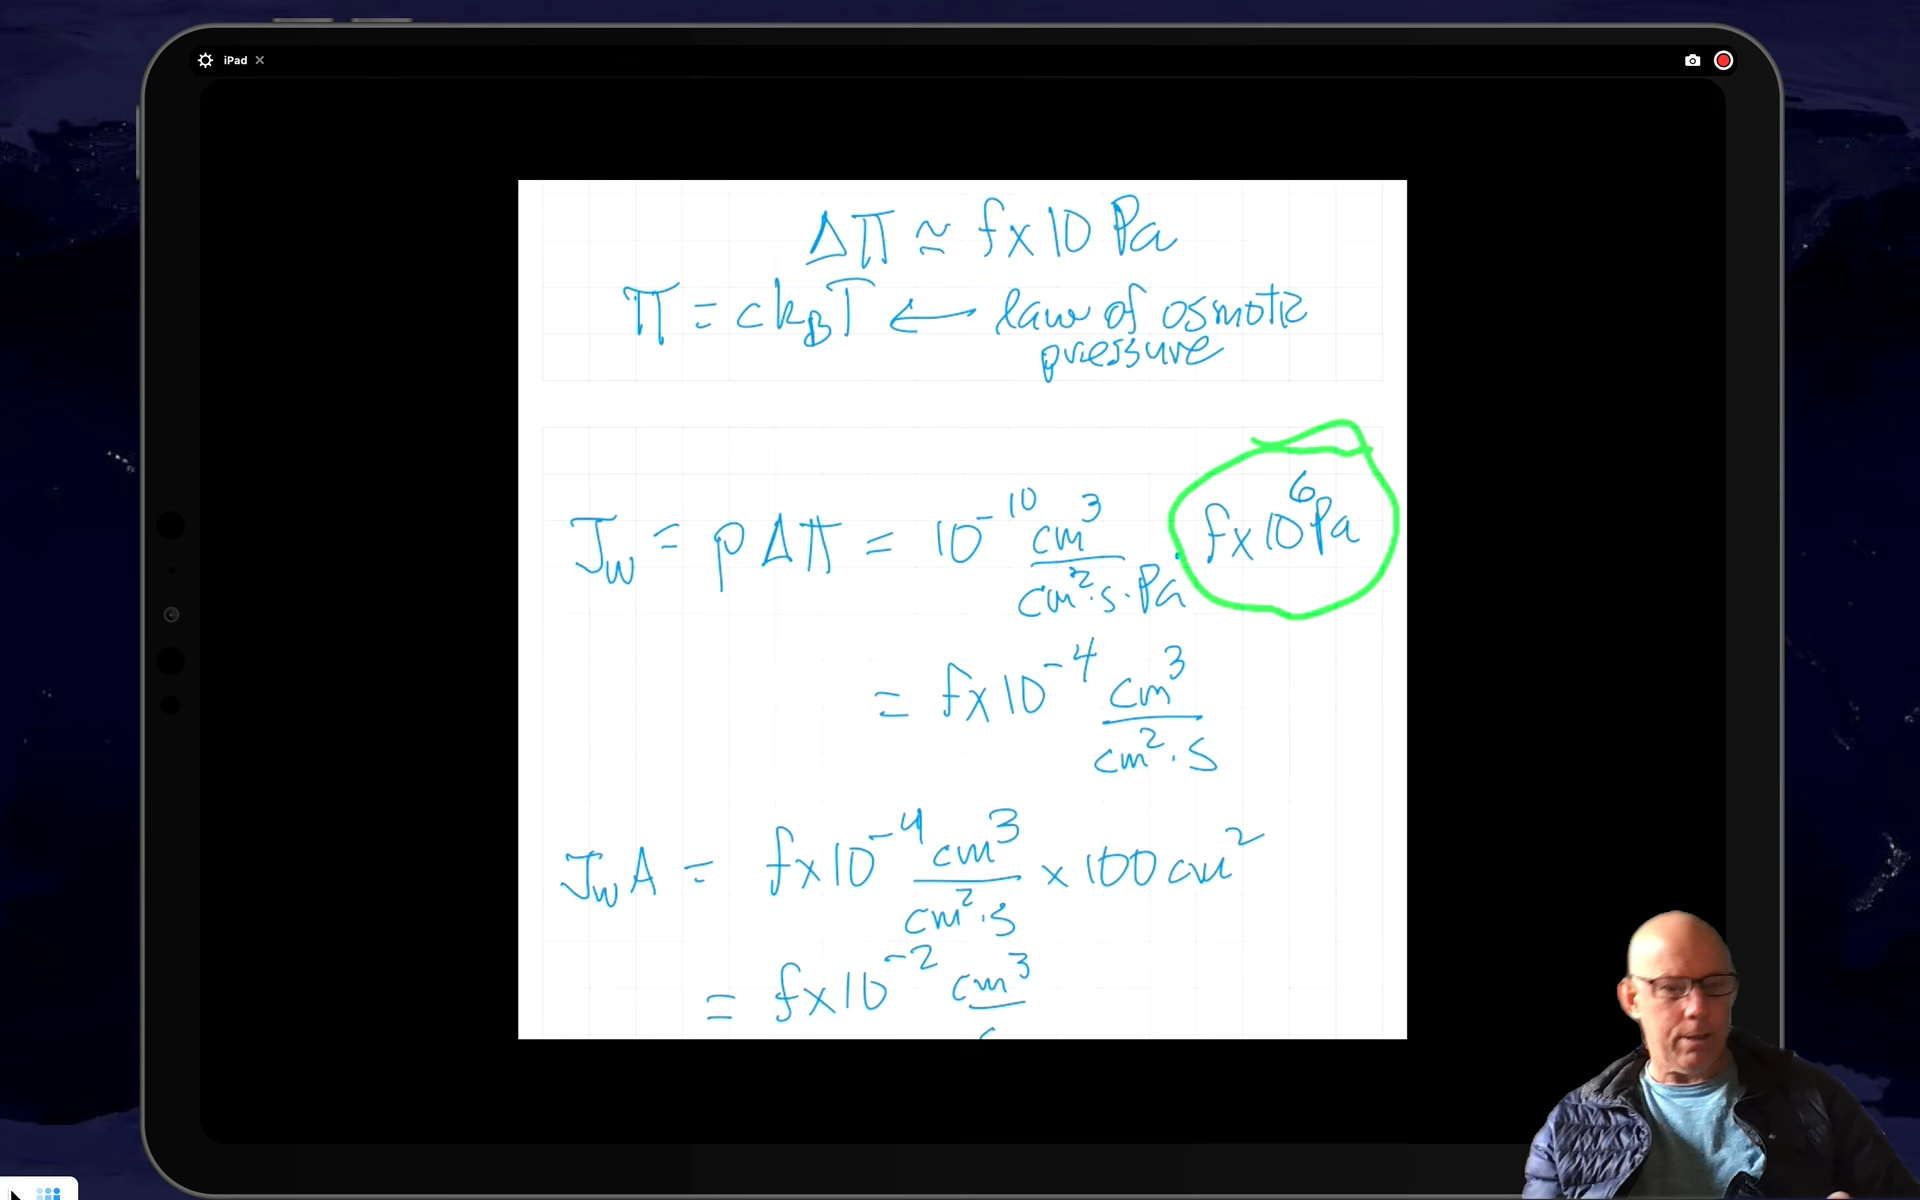 iPad ×
ΔΠ ≃ f×10 Pa
Π = ck_BT ← law of osmotic
pressure
J_w = pΔΠ = 10^-10 cm^3/cm^2·s·Pa · f×10^6 Pa
= f×10^-4 cm^3/cm^2·s
J_w A = f×10^-4 cm^3/cm^2·s × 100 cm^2
= f×10^-2 cm^3